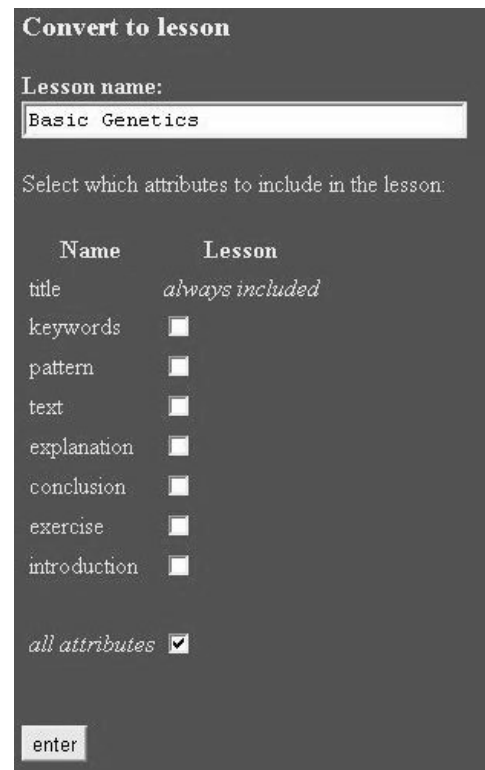 Convert to lesson
Lesson name:
Basic Genetics
Select which attributes to include in the lesson:
Name Lesson
title always included
keywords
pattern
text
explanation
conclusion
exercise
introduction
all attributes
enter